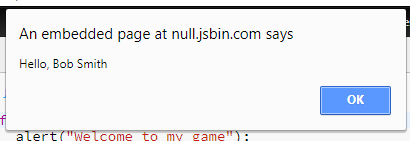 An embedded page at null.jsbin.com says
Hello, Bob Smith
OK
alert("Welcome to my game");